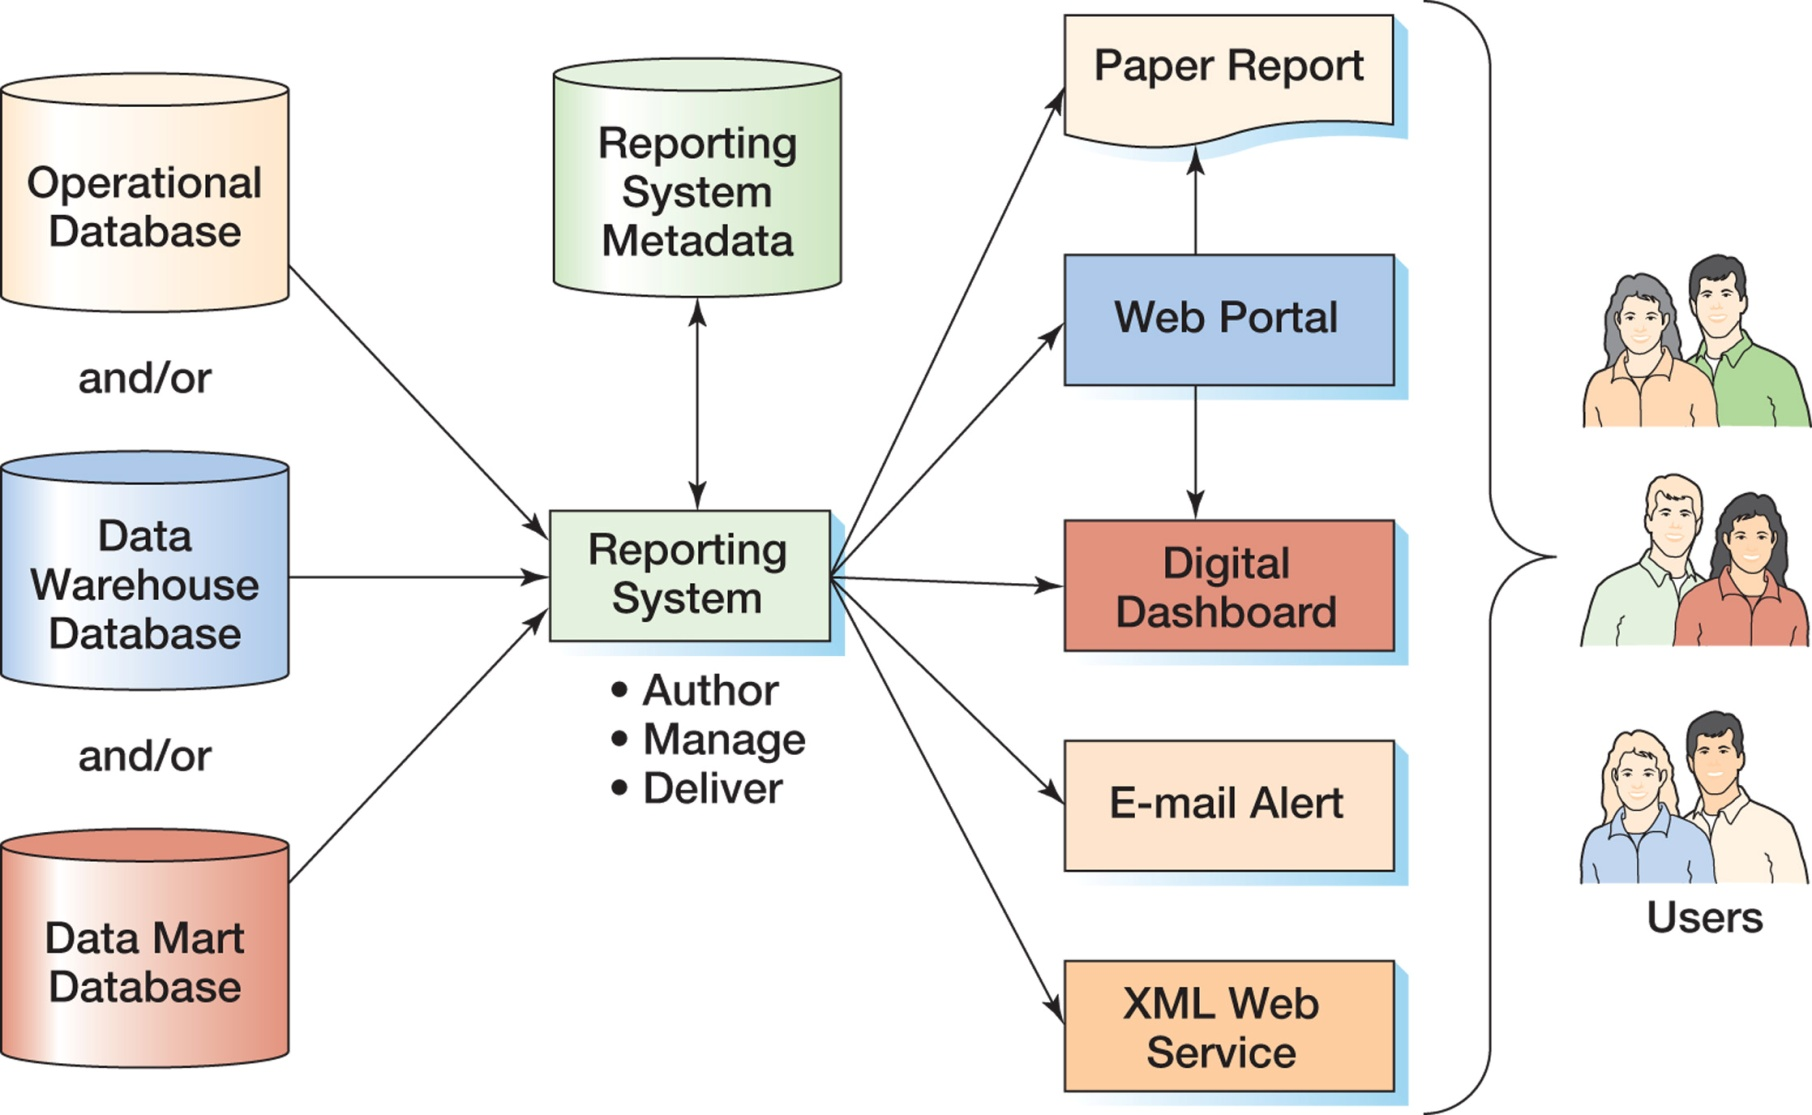 Operational
Database
and/or
Data
Warehouse
Database
and/or
Data Mart
Database
Reporting
System
Metadata
Reporting
System
• Author
• Manage
• Deliver
Paper Report
Web Portal
Digital
Dashboard
E-mail Alert
XML Web
Service
Users